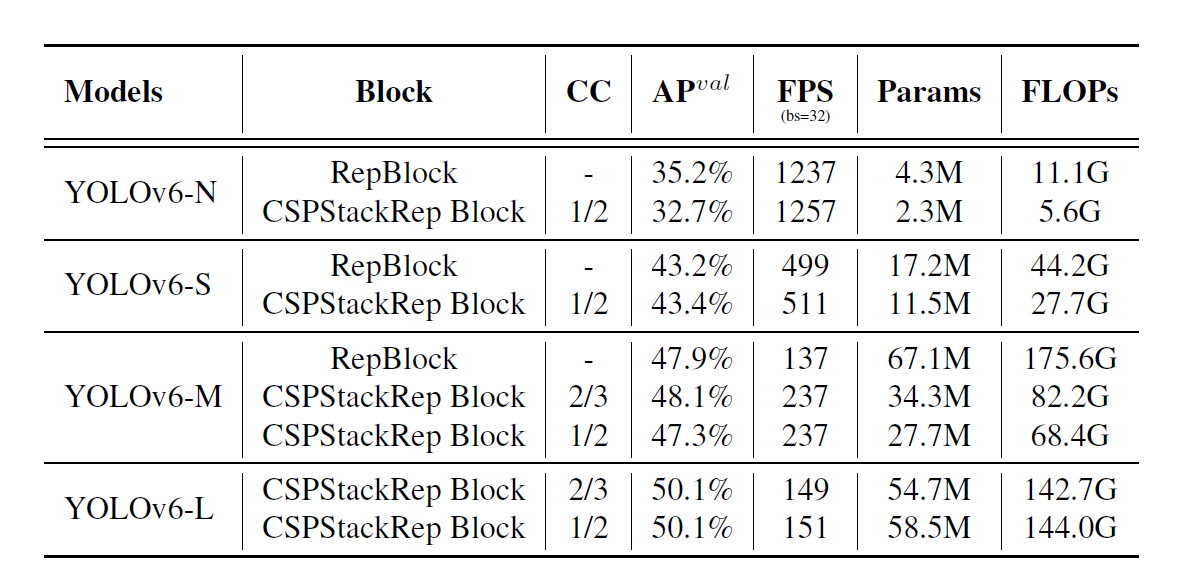 Models Block CC AP^val FPS Params FLOPs
(bs=32)
YOLOv6-N RepBlock - 35.2% 1237 4.3M 11.1G
CSPStackRep Block 1/2 32.7% 1257 2.3M 5.6G
YOLOv6-S RepBlock - 43.2% 499 17.2M 44.2G
CSPStackRep Block 1/2 43.4% 511 11.5M 27.7G
RepBlock - 47.9% 137 67.1M 175.6G
YOLOv6-M CSPStackRep Block 2/3 48.1% 237 34.3M 82.2G
CSPStackRep Block 1/2 47.3% 237 27.7M 68.4G
YOLOv6-L CSPStackRep Block 2/3 50.1% 149 54.7M 142.7G
CSPStackRep Block 1/2 50.1% 151 58.5M 144.0G